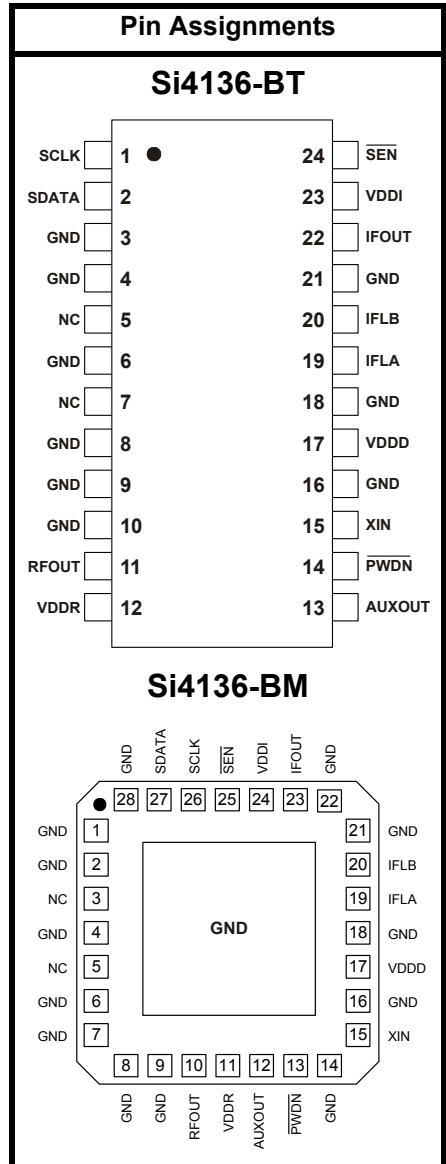 Pin Assignments
Si4136-BT
SCLK 1 24 SEN
SDATA 2 23 VDDI
GND 3 22 IFOUT
GND 4 21 GND
NC 5 20 IFLB
GND 6 19 IFLA
NC 7 18 GND
GND 8 17 VDDD
GND 9 16 GND
GND 10 15 XIN
RFOUT 11 14 PWDN
VDDR 12 13 AUXOUT
Si4136-BM
GND SDATA SCLK SEN VDDI IFOUT GND
28 27 26 25 24 23 22
GND 1 21 GND
GND 2 20 IFLB
NC 3 19 IFLA
GND 4 GND 18 GND
NC 5 17 VDDD
GND 6 16 GND
GND 7 15 XIN
8 9 10 11 12 13 14
GND GND RFOUT VDDR AUXOUT PWDN GND